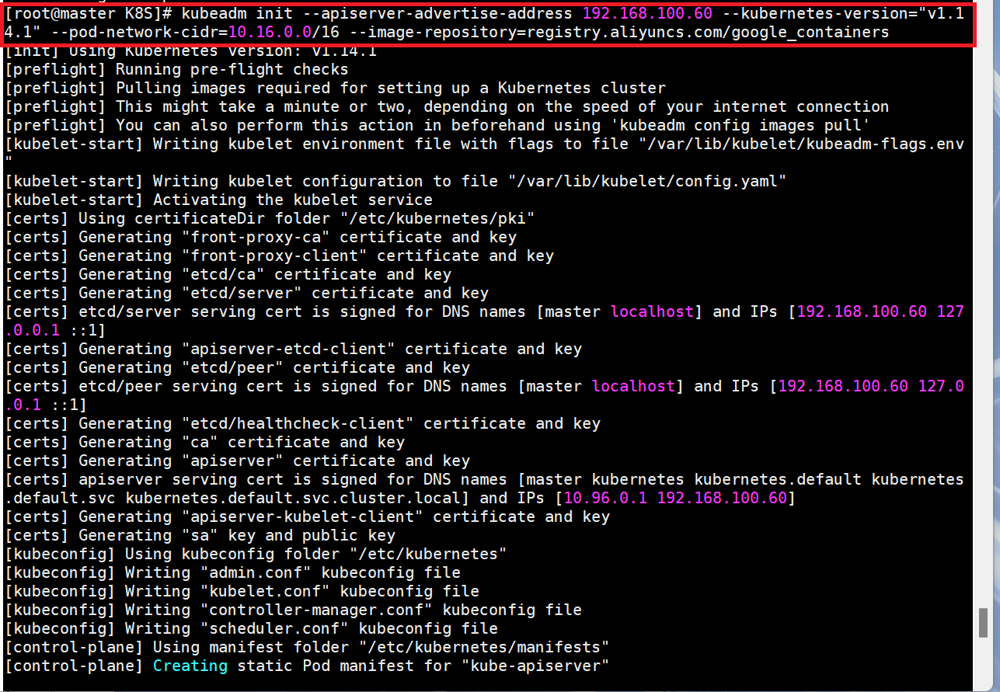 [root@master K8S]# kubeadm init --apiserver-advertise-address 192.168.100.60 --kubernetes-version="v1.1
4.1" --pod-network-cidr=10.16.0.0/16 --image-repository=registry.aliyuncs.com/google_containers
[init] Using Kubernetes version: v1.14.1
[preflight] Running pre-flight checks
[preflight] Pulling images required for setting up a Kubernetes cluster
[preflight] This might take a minute or two, depending on the speed of your internet connection
[preflight] You can also perform this action in beforehand using 'kubeadm config images pull'
[kubelet-start] Writing kubelet environment file with flags to file "/var/lib/kubelet/kubeadm-flags.env
"
[kubelet-start] Writing kubelet configuration to file "/var/lib/kubelet/config.yaml"
[kubelet-start] Activating the kubelet service
[certs] Using certificateDir folder "/etc/kubernetes/pki"
[certs] Generating "front-proxy-ca" certificate and key
[certs] Generating "front-proxy-client" certificate and key
[certs] Generating "etcd/ca" certificate and key
[certs] Generating "etcd/server" certificate and key
[certs] etcd/server serving cert is signed for DNS names [master localhost] and IPs [192.168.100.60 127
.0.0.1 ::1]
[certs] Generating "apiserver-etcd-client" certificate and key
[certs] Generating "etcd/peer" certificate and key
[certs] etcd/peer serving cert is signed for DNS names [master localhost] and IPs [192.168.100.60 127.0
.0.1 ::1]
[certs] Generating "etcd/healthcheck-client" certificate and key
[certs] Generating "ca" certificate and key
[certs] Generating "apiserver" certificate and key
[certs] apiserver serving cert is signed for DNS names [master kubernetes kubernetes.default kubernetes
.default.svc kubernetes.default.svc.cluster.local] and IPs [10.96.0.1 192.168.100.60]
[certs] Generating "apiserver-kubelet-client" certificate and key
[certs] Generating "sa" key and public key
[kubeconfig] Using kubeconfig folder "/etc/kubernetes"
[kubeconfig] Writing "admin.conf" kubeconfig file
[kubeconfig] Writing "kubelet.conf" kubeconfig file
[kubeconfig] Writing "controller-manager.conf" kubeconfig file
[kubeconfig] Writing "scheduler.conf" kubeconfig file
[control-plane] Using manifest folder "/etc/kubernetes/manifests"
[control-plane] Creating static Pod manifest for "kube-apiserver"